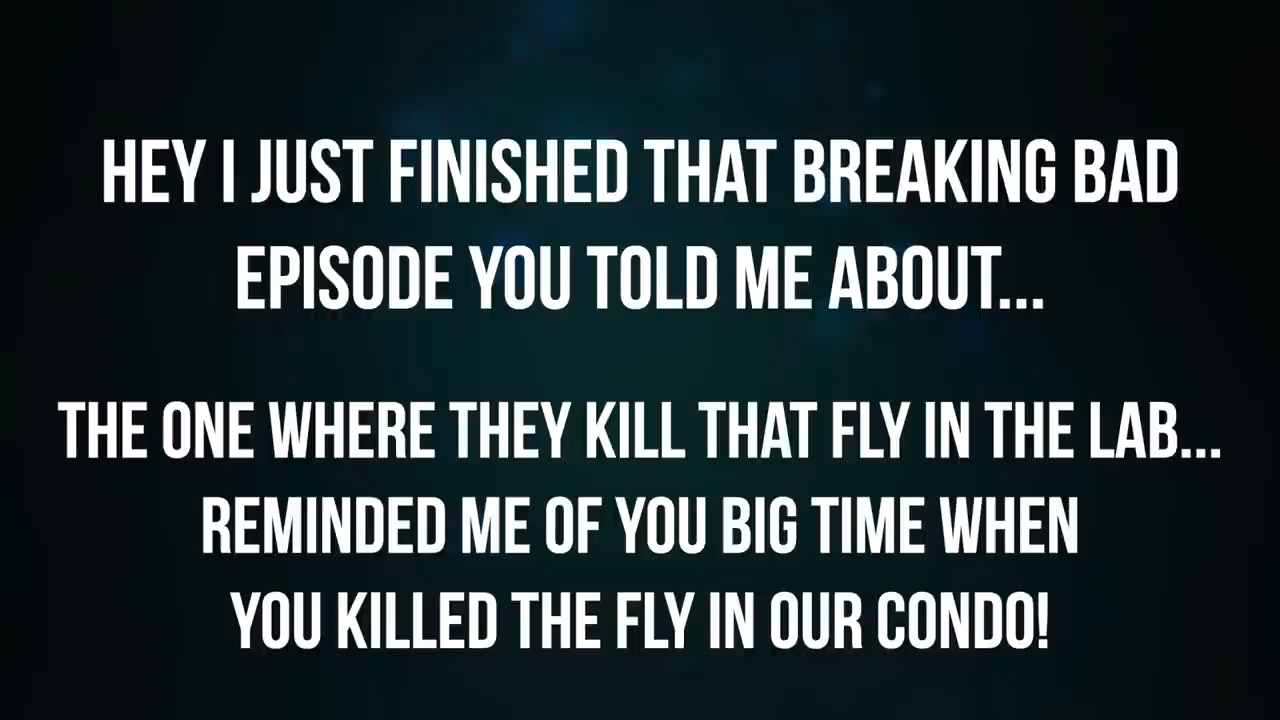 HEY I JUST FINISHED THAT BREAKING BAD
EPISODE YOU TOLD ME ABOUT...
THE ONE WHERE THEY KILL THAT FLY IN THE LAB...
REMINDED ME OF YOU BIG TIME WHEN
YOU KILLED THE FLY IN OUR CONDO!